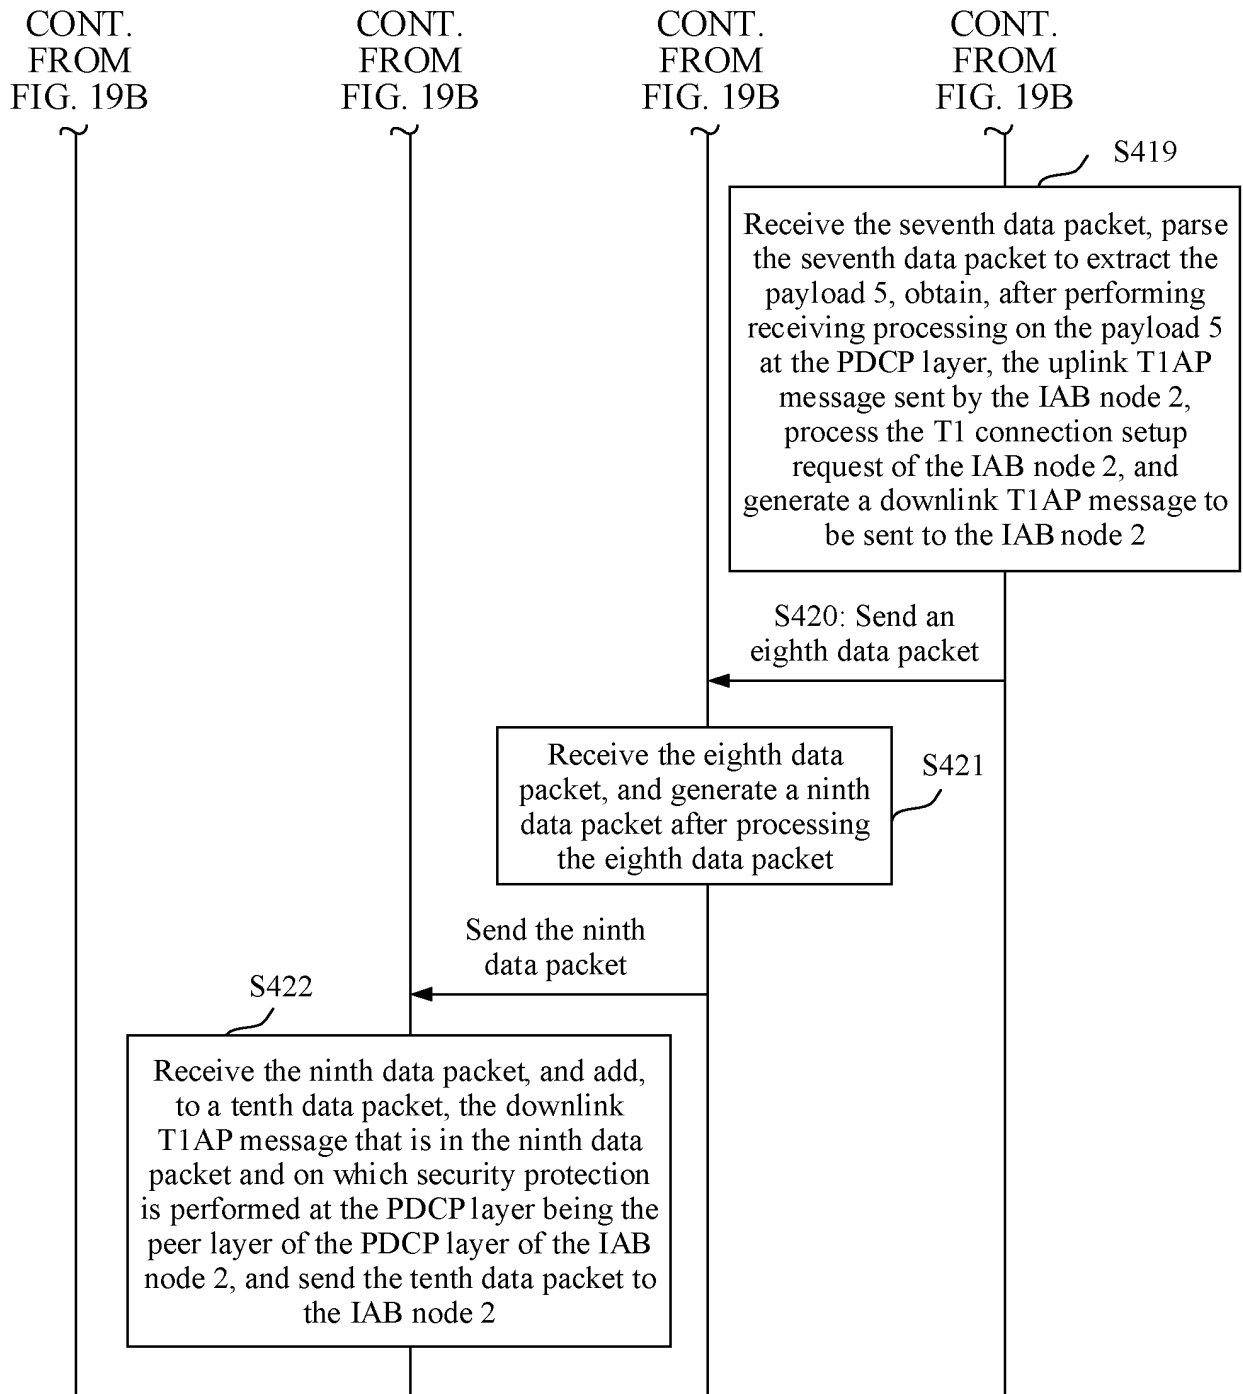 CONT.
FROM
FIG. 19B
CONT.
FROM
FIG. 19B
CONT.
FROM
FIG. 19B
CONT.
FROM
FIG. 19B
S419
Receive the seventh data packet, parse
the seventh data packet to extract the
payload 5, obtain, after performing
receiving processing on the payload 5
at the PDCP layer, the uplink T1AP
message sent by the IAB node 2,
process the T1 connection setup
request of the IAB node 2, and
generate a downlink T1AP message to
be sent to the IAB node 2
S420: Send an
eighth data packet
Receive the eighth data
packet, and generate a ninth
data packet after processing
the eighth data packet
S421
Send the ninth
data packet
S422
Receive the ninth data packet, and add,
to a tenth data packet, the downlink
T1AP message that is in the ninth data
packet and on which security protection
is performed at the PDCP layer being the
peer layer of the PDCP layer of the IAB
node 2, and send the tenth data packet to
the IAB node 2